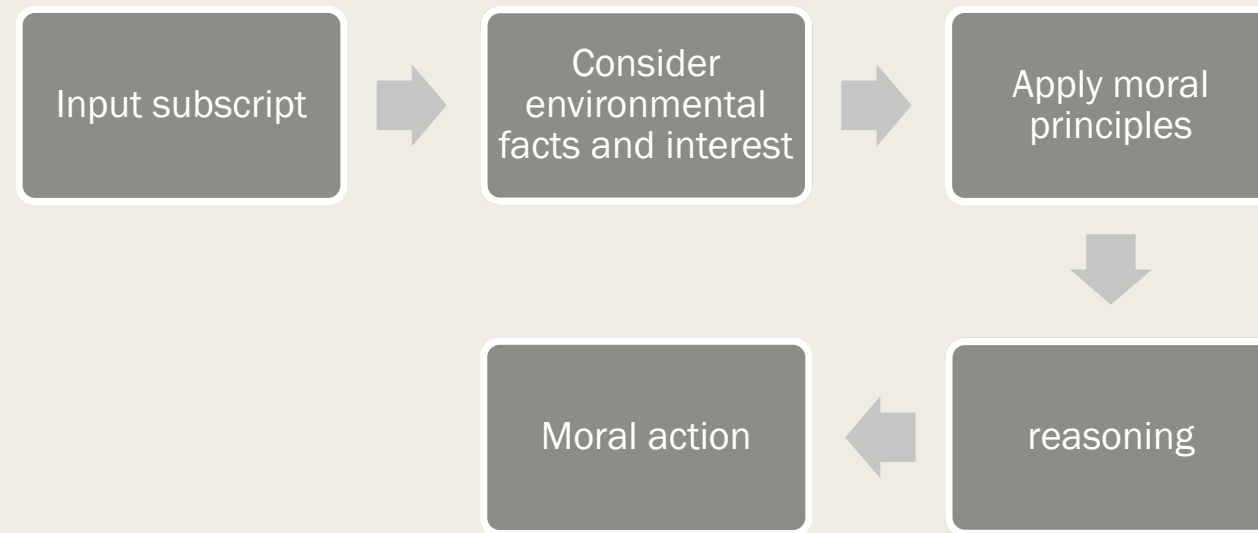 Input subscript
Consider
environmental
facts and interest
Apply moral
principles
reasoning
Moral action